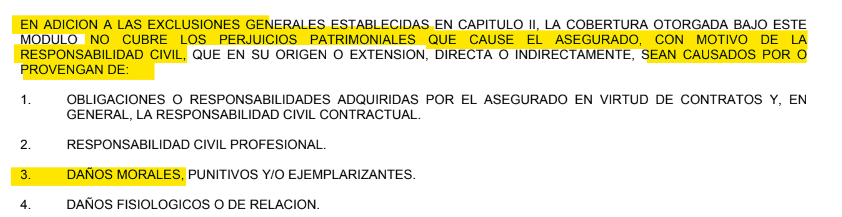 EN ADICION A LAS EXCLUSIONES GENERALES ESTABLECIDAS EN CAPITULO II, LA COBERTURA OTORGADA BAJO ESTE
MODULO NO CUBRE LOS PERJUICIOS PATRIMONIALES QUE CAUSE EL ASEGURADO, CON MOTIVO DE LA
RESPONSABILIDAD CIVIL, QUE EN SU ORIGEN O EXTENSION, DIRECTA O INDIRECTAMENTE, SEAN CAUSADOS POR O
PROVENGAN DE:
1. OBLIGACIONES O RESPONSABILIDADES ADQUIRIDAS POR EL ASEGURADO EN VIRTUD DE CONTRATOS Y, EN
GENERAL, LA RESPONSABILIDAD CIVIL CONTRACTUAL.
2. RESPONSABILIDAD CIVIL PROFESIONAL.
3. DAÑOS MORALES, PUNITIVOS Y/O EJEMPLARIZANTES.
4. DAÑOS FISIOLOGICOS O DE RELACION.